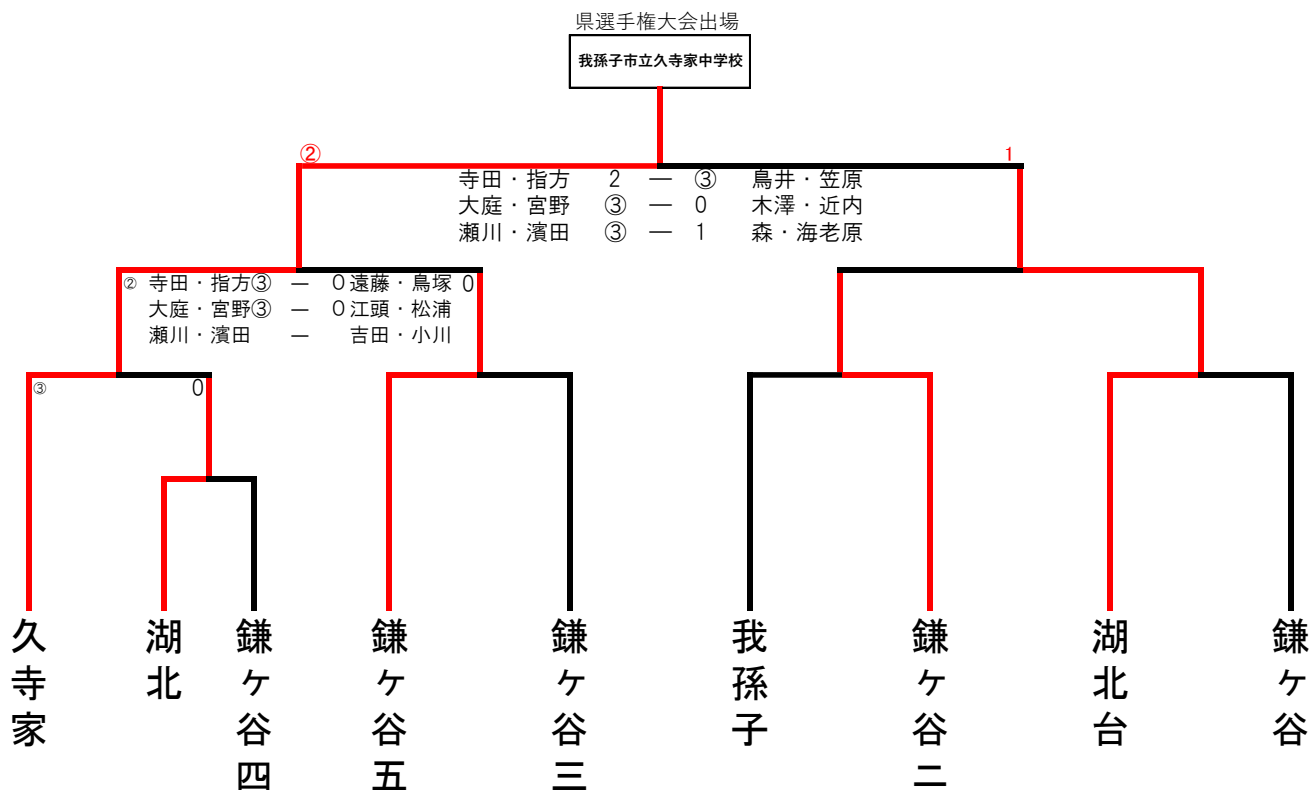 県選手権大会出場
我孫子市立久寺家中学校
② 1
寺田・指方 2 ― ③ 鳥井・笠原
大庭・宮野 ③ ― 0 木澤・近内
瀬川・濱田 ③ ― 1 森・海老原
② 寺田・指方③ ― 0遠藤・鳥塚 0
大庭・宮野③ ― 0江頭・松浦
瀬川・濱田 ― 吉田・小川
③ 0
久寺家
湖北
鎌ヶ谷四
鎌ヶ谷五
鎌ヶ谷三
我孫子
鎌ヶ谷二
湖北台
鎌ヶ谷